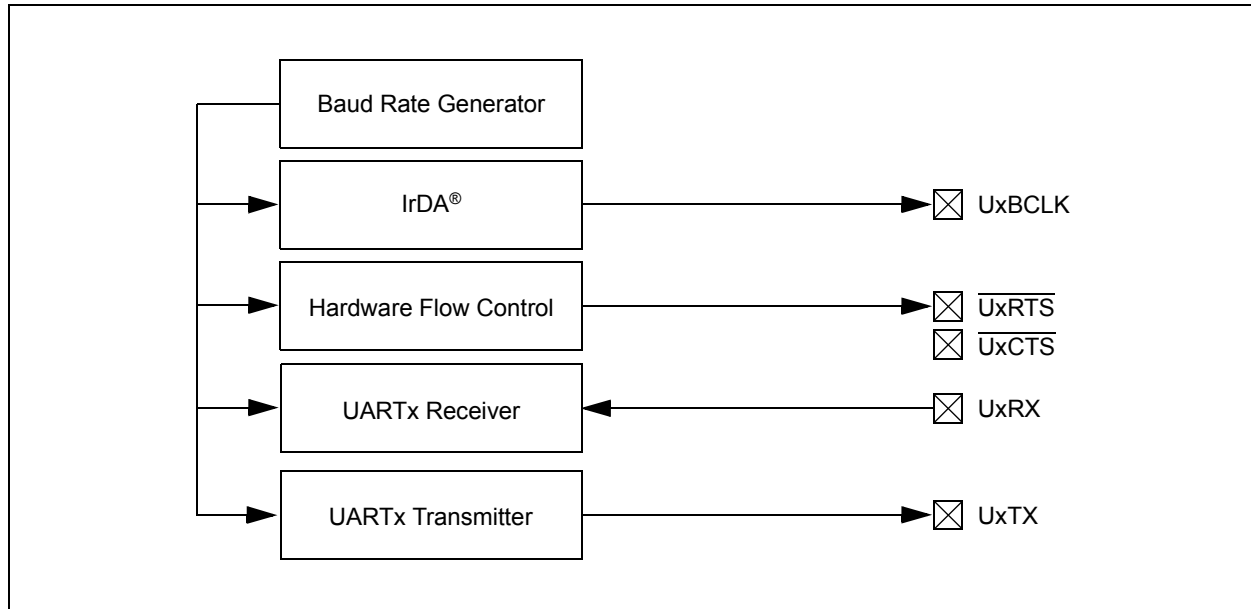 Baud Rate Generator
IrDA®
UxBCLK
Hardware Flow Control
UxRTS
UxCTS
UARTx Receiver
UxRX
UARTx Transmitter
UxTX